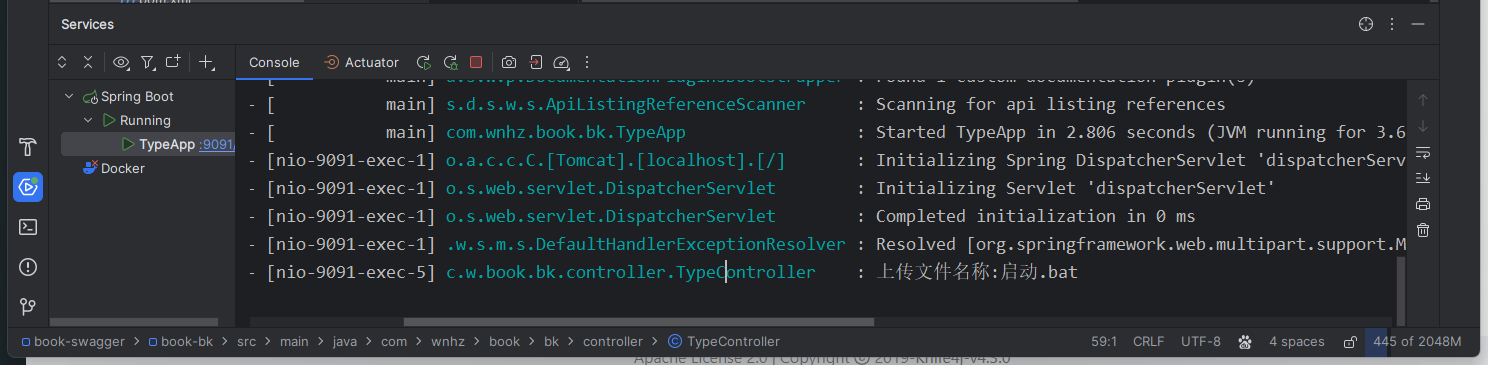 Services
Console Actuator
Spring Boot
Running
TypeApp :9091/
Docker
- [ main] s.d.s.w.s.ApiListingReferenceScanner : Scanning for api listing references
- [ main] com.wnhz.book.bk.TypeApp : Started TypeApp in 2.806 seconds (JVM running for 3.6
- [nio-9091-exec-1] o.a.c.c.C.[Tomcat].[localhost].[/] : Initializing Spring DispatcherServlet 'dispatcherServ
- [nio-9091-exec-1] o.s.web.servlet.DispatcherServlet : Initializing Servlet 'dispatcherServlet'
- [nio-9091-exec-1] o.s.web.servlet.DispatcherServlet : Completed initialization in 0 ms
- [nio-9091-exec-1] .w.s.m.s.DefaultHandlerExceptionResolver : Resolved [org.springframework.web.multipart.support.M
- [nio-9091-exec-5] c.w.book.bk.controller.TypeController : 上传文件名称:启动.bat
book-swagger > book-bk > src > main > java > com > wnhz > book > bk > controller > TypeController 59:1 CRLF UTF-8 4 spaces 445 of 2048M
Apache License 2.0 | Copyright © 2019-Knife4j-v4.3.0